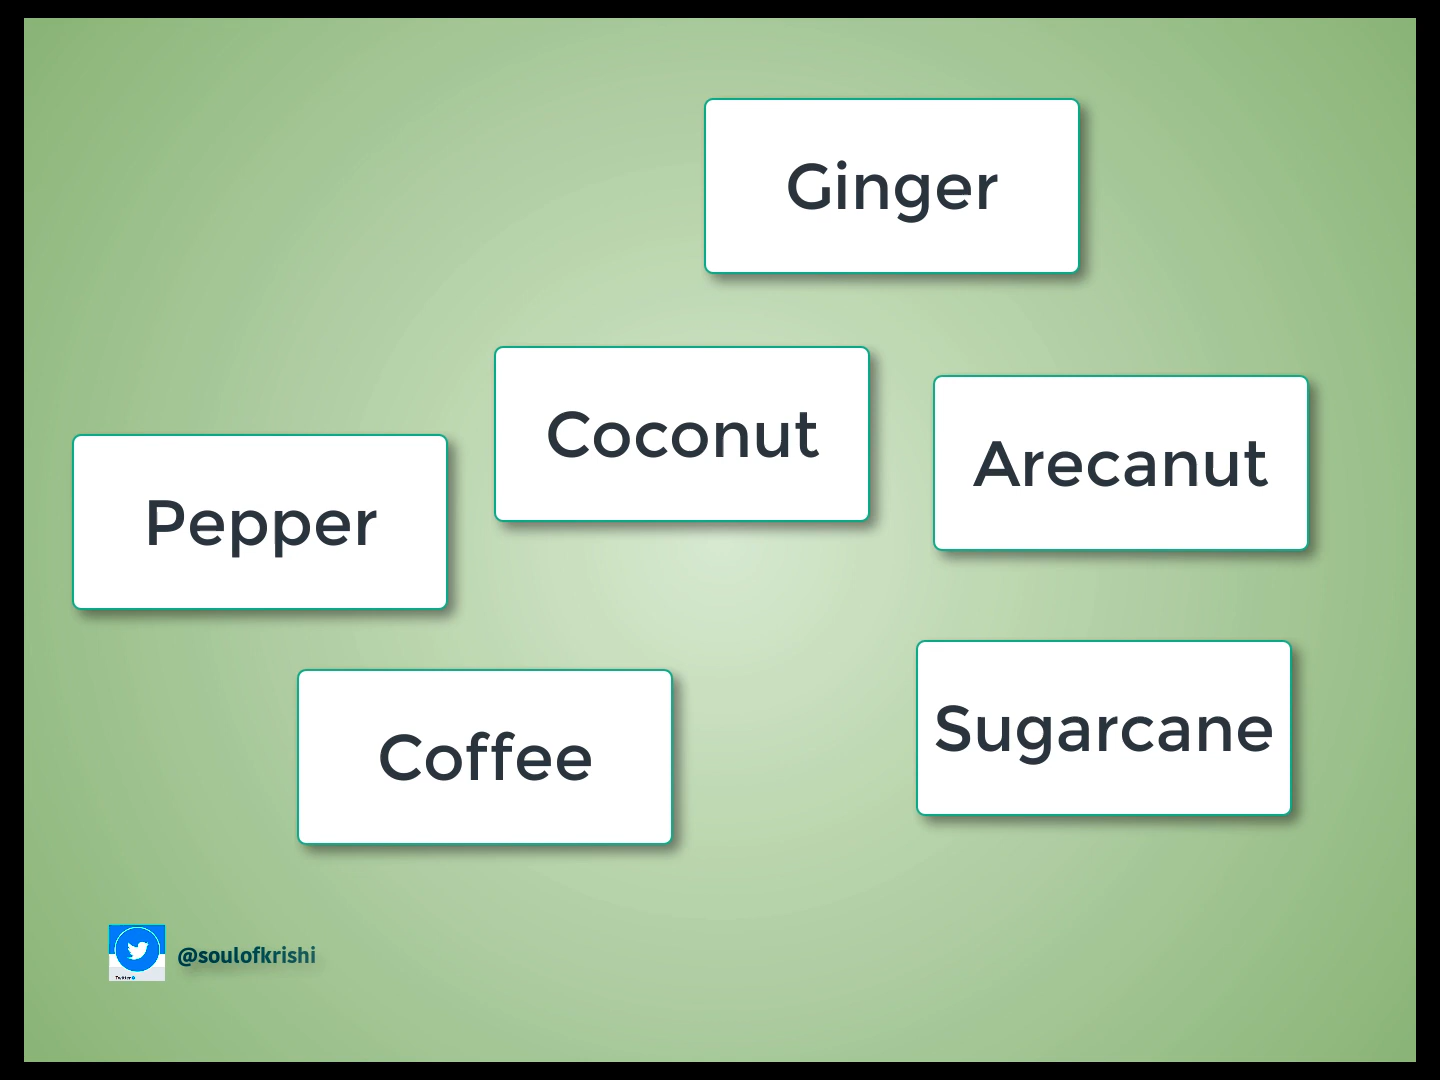 Ginger
Coconut
Arecanut
Pepper
Sugarcane
Coffee
@soulofkrishi